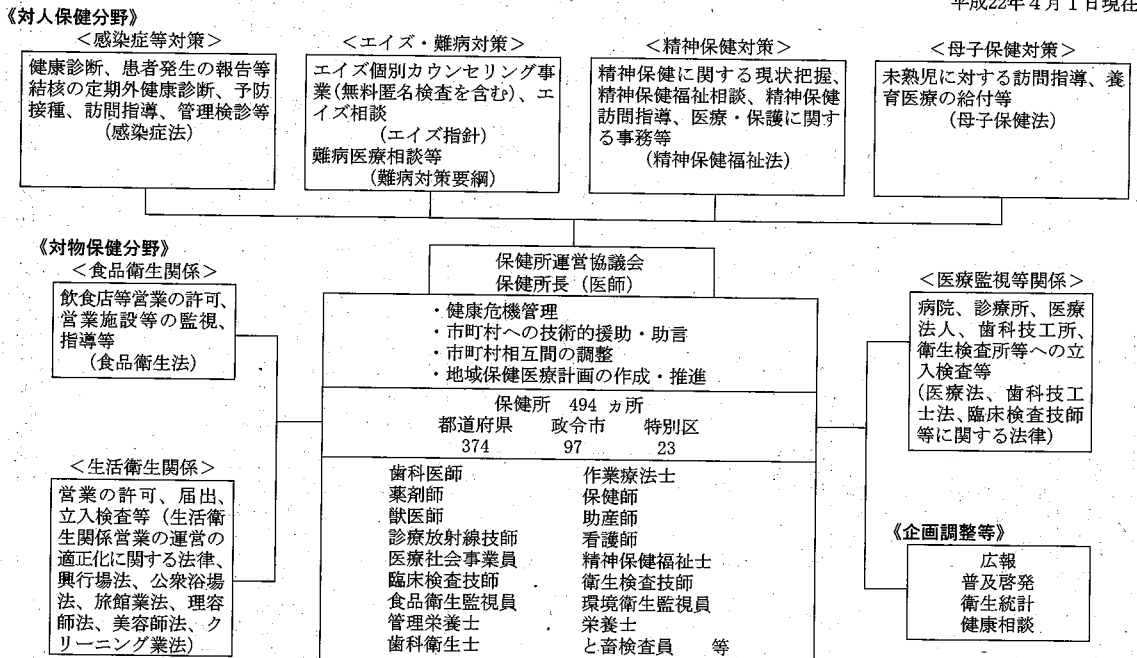 平成22年4月1日現在
《対人保健分野》
＜感染症等対策＞
健康診断、患者発生の報告等
結核の定期外健康診断、予防
接種、訪問指導、管理検診等
(感染症法)
＜エイズ・難病対策＞
エイズ個別カウンセリング事
業(無料匿名検査を含む)、エ
イズ相談
(エイズ指針)
難病医療相談等
(難病対策要綱)
＜精神保健対策＞
精神保健に関する現状把握、
精神保健福祉相談、精神保健
訪問指導、医療・保護に関す
る事務等
(精神保健福祉法)
＜母子保健対策＞
未熟児に対する訪問指導、養
育医療の給付等
(母子保健法)
《対物保健分野》
＜食品衛生関係＞
飲食店等営業の許可、
営業施設等の監視、
指導等
(食品衛生法)
＜生活衛生関係＞
営業の許可、届出、
立入検査等（生活衛
生関係営業の運営の
適正化に関する法律、
興行場法、公衆浴場
法、旅館業法、理容
師法、美容師法、ク
リーニング業法）
保健所運営協議会
保健所長（医師）
・健康危機管理
・市町村への技術的援助・助言
・市町村相互間の調整
・地域保健医療計画の作成・推進
保健所 494 ヵ所
都道府県 政令市 特別区
374 97 23
歯科医師 作業療法士
薬剤師 保健師
獣医師 助産師
診療放射線技師 看護師
医療社会事業員 精神保健福祉士
臨床検査技師 衛生検査技師
食品衛生監視員 環境衛生監視員
管理栄養士 栄養士
歯科衛生士 と畜検査員 等
＜医療監視等関係＞
病院、診療所、医療
法人、歯科技工所、
衛生検査所等への立
入検査等
(医療法、歯科技工
士法、臨床検査技師
等に関する法律)
《企画調整等》
広報
普及啓発
衛生統計
健康相談